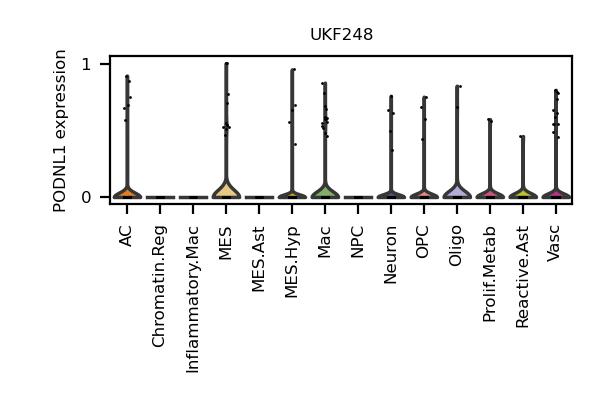 UKF248
PODNL1 expression
1
0
AC
Chromatin.Reg
Inflammatory.Mac
MES
MES.Ast
MES.Hyp
Mac
NPC
Neuron
OPC
Oligo
Prolif.Metab
Reactive.Ast
Vasc